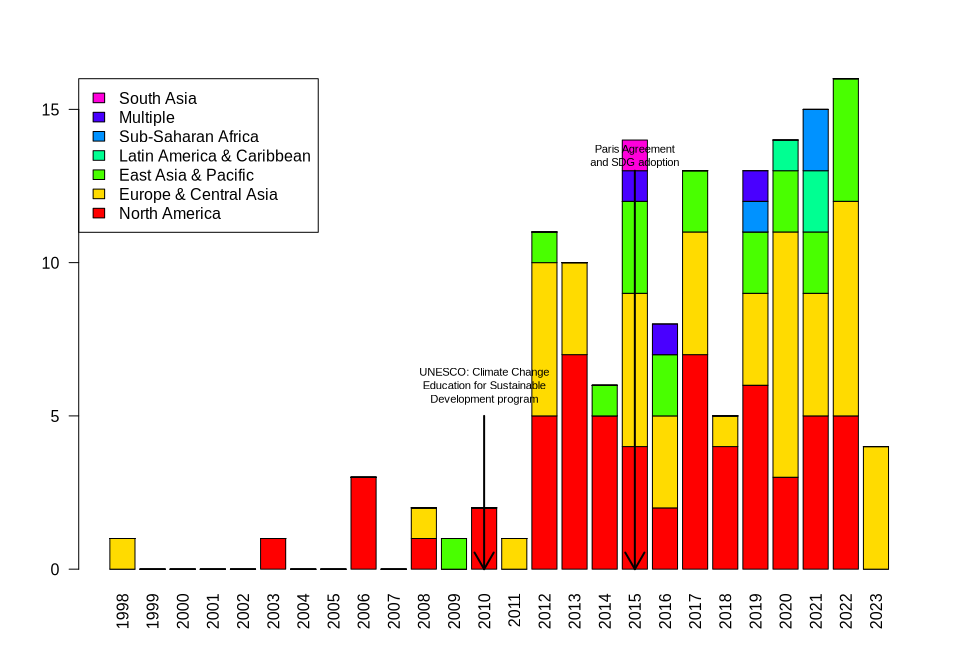 South Asia
Multiple
Sub-Saharan Africa
Latin America & Caribbean
East Asia & Pacific
Europe & Central Asia
North America
15
10
5
0
Paris Agreement
and SDG adoption
UNESCO: Climate Change
Education for Sustainable
Development program
1998
1999
2000
2001
2002
2003
2004
2005
2006
2007
2008
2009
2010
2011
2012
2013
2014
2015
2016
2017
2018
2019
2020
2021
2022
2023